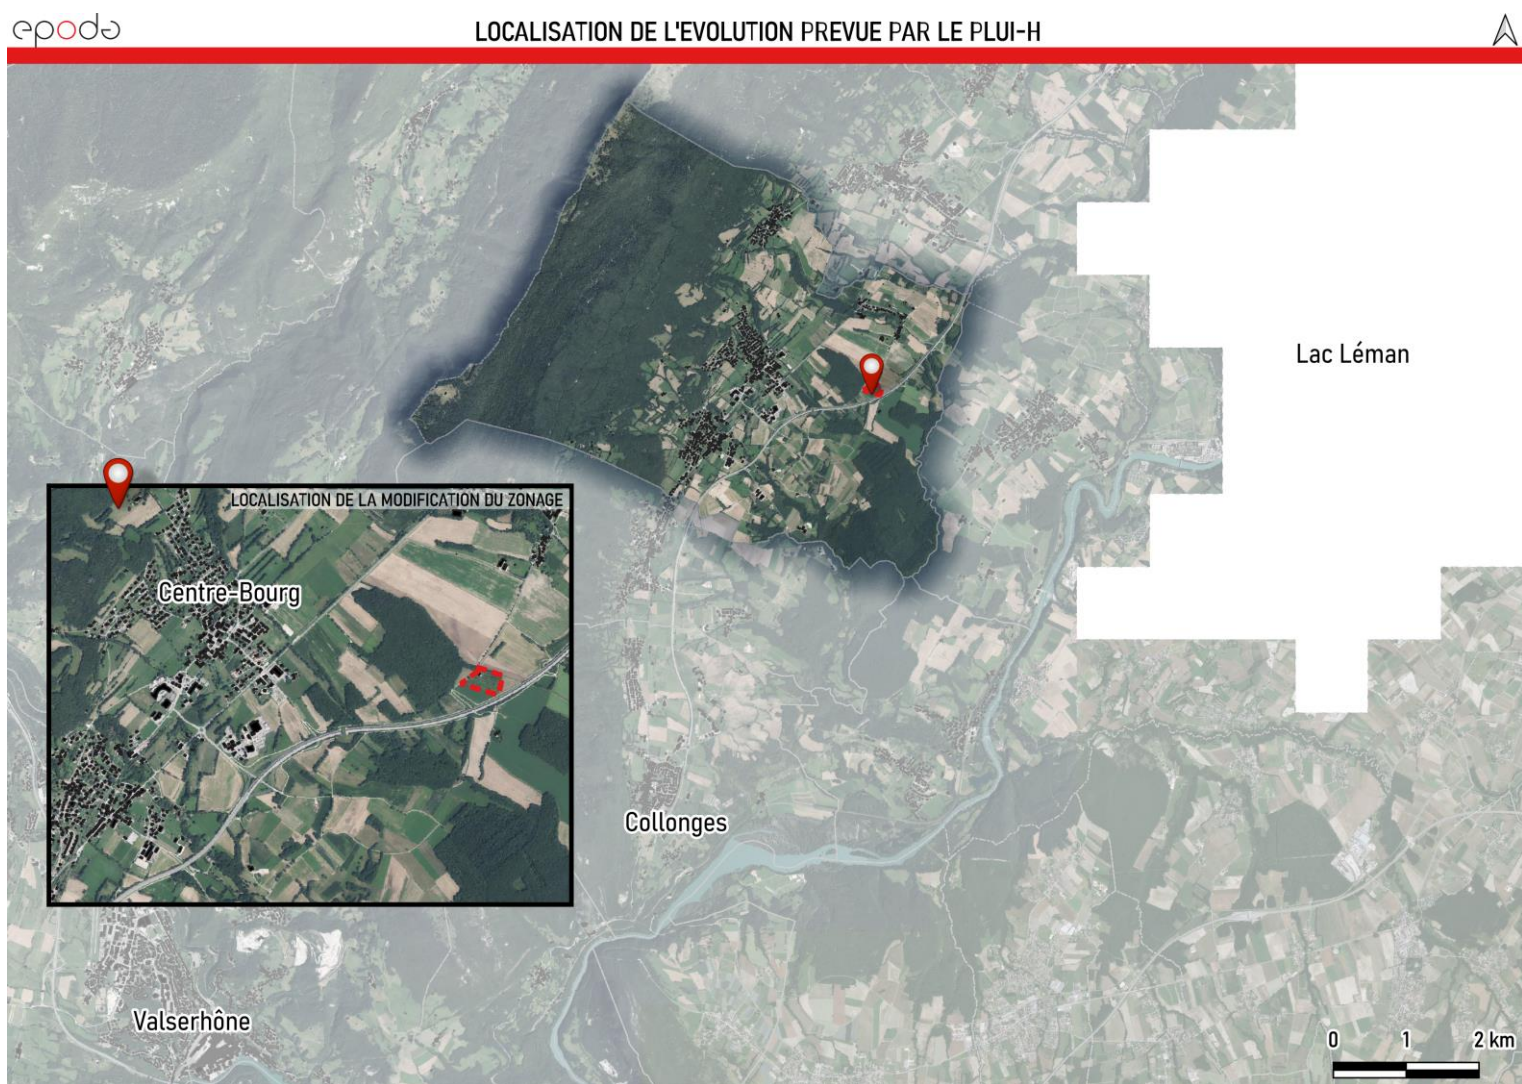 epode
LOCALISATION DE L'EVOLUTION PREVUE PAR LE PLUI-H
Lac Léman
LOCALISATION DE LA MODIFICATION DU ZONAGE
Centre-Bourg
Collonges
Valserhône
0 1 2 km